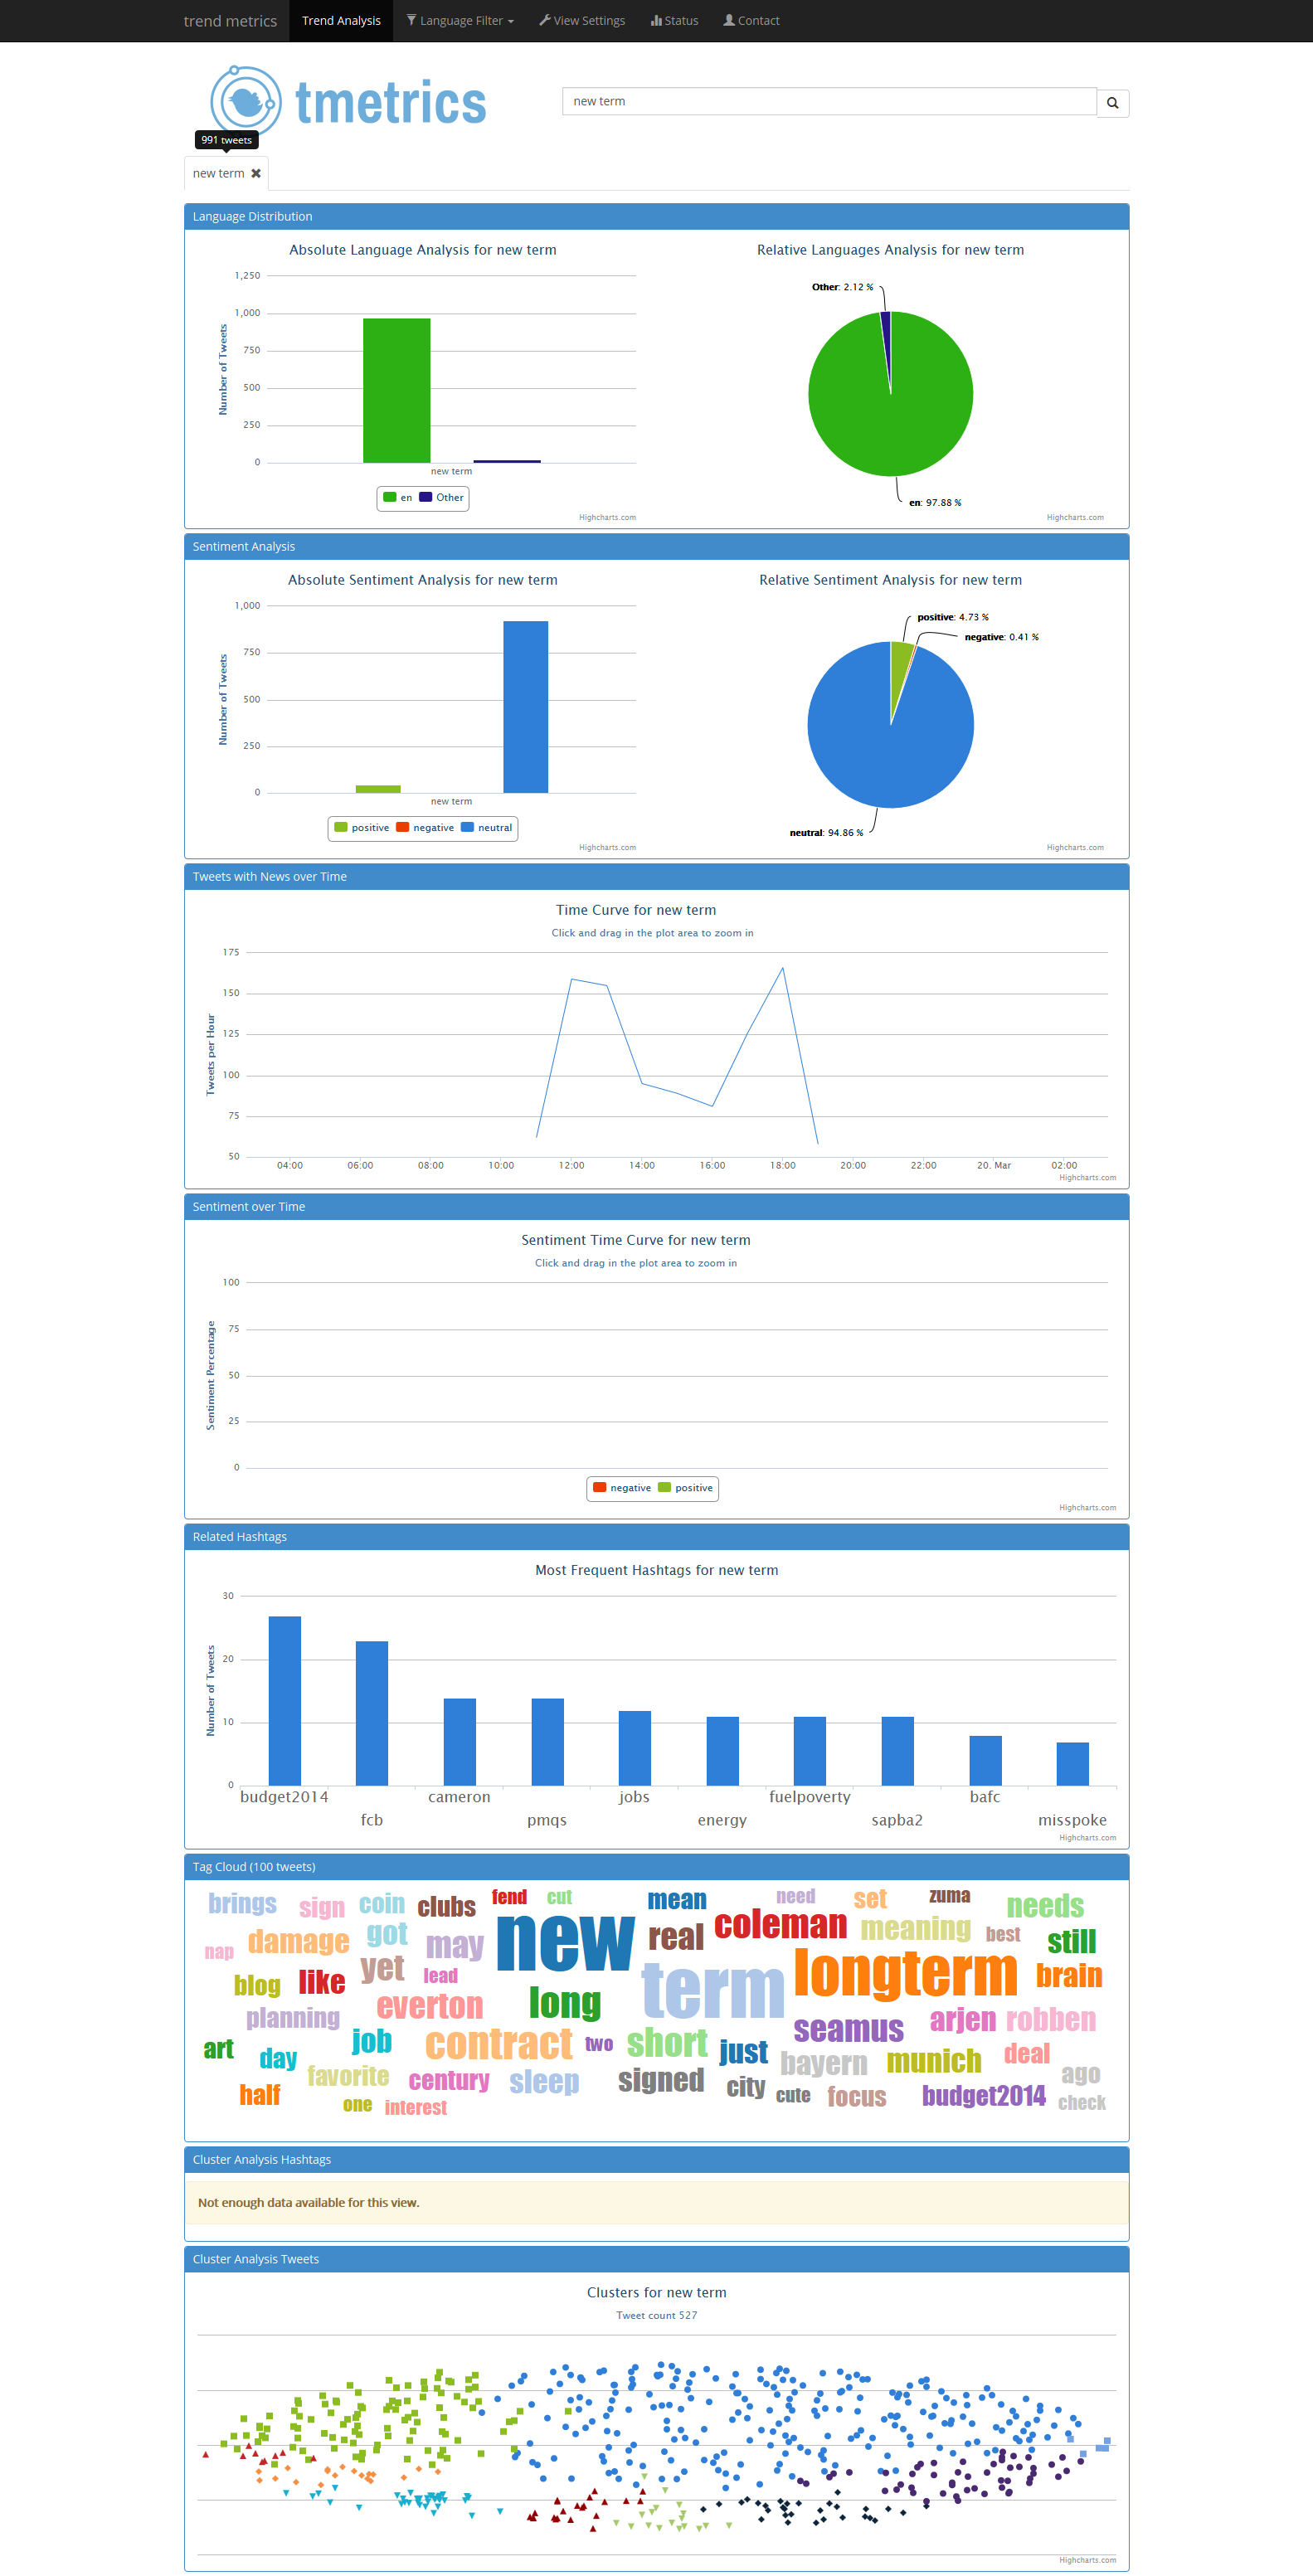 trend metrics Trend Analysis Language Filter View Settings Status Contact
tmetrics
new term
991 tweets
new term
Language Distribution
Absolute Language Analysis for new term
1,250
1,000
750
500
250
0
Number of Tweets
new term
en Other
Highcharts.com
Relative Languages Analysis for new term
Other: 2.12 %
en: 97.88 %
Highcharts.com
Sentiment Analysis
Absolute Sentiment Analysis for new term
1,000
750
500
250
0
Number of Tweets
new term
positive negative neutral
Highcharts.com
Relative Sentiment Analysis for new term
positive: 4.73 %
negative: 0.41 %
neutral: 94.86 %
Highcharts.com
Tweets with News over Time
Time Curve for new term
Click and drag in the plot area to zoom in
175
150
125
100
75
50
Tweets per Hour
04:00 06:00 08:00 10:00 12:00 14:00 16:00 18:00 20:00 22:00 20. Mar 02:00
Highcharts.com
Sentiment over Time
Sentiment Time Curve for new term
Click and drag in the plot area to zoom in
100
75
50
25
0
Sentiment Percentage
negative positive
Highcharts.com
Related Hashtags
Most Frequent Hashtags for new term
30
20
10
0
Number of Tweets
budget2014 cameron jobs fuelpoverty bafc
fcb pmqs energy sapba2 misspoke
Highcharts.com
Tag Cloud (100 tweets)
brings sign coin clubs fend cut mean need set zuma needs
nap damage got may new real coleman meaning best still
blog like yet lead term longterm brain
planning everton long seamus arjen robben
art day job contract two short just bayern munich deal
half favorite century sleep signed city cute focus budget2014 ago
one interest check
Cluster Analysis Hashtags
Not enough data available for this view.
Cluster Analysis Tweets
Clusters for new term
Tweet count 527
Highcharts.com